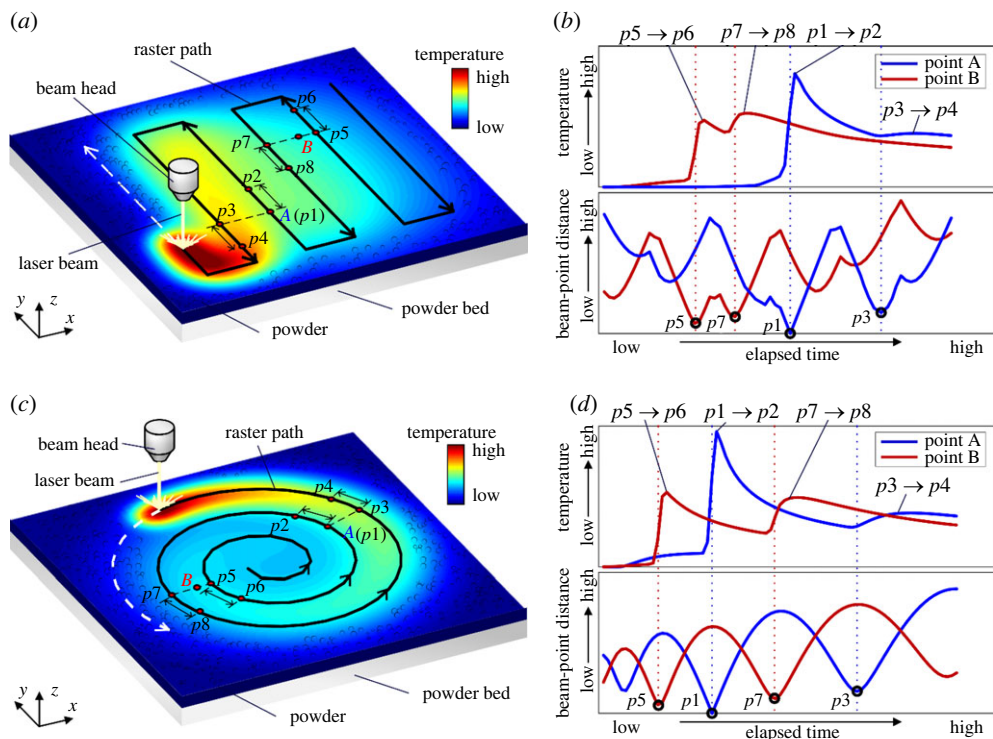 (a)
raster path
beam head
temperature
high
low
p6
p5
p7
B
p8
p2
A(p1)
p3
p4
laser beam
powder bed
powder
y
z
x
(b)
p5 → p6
p7 → p8
p1 → p2
point A
point B
p3 → p4
temperature
low
high
beam-point distance
low
high
p5
p7
p1
p3
low
elapsed time
high
(c)
beam head
raster path
temperature
high
low
laser beam
p4
p3
p2
A(p1)
B
p5
p6
p7
p8
powder bed
powder
y
z
x
(d)
p5 → p6
p1 → p2
p7 → p8
point A
point B
p3 → p4
temperature
low
high
beam-point distance
low
high
p5
p1
p7
p3
low
elapsed time
high